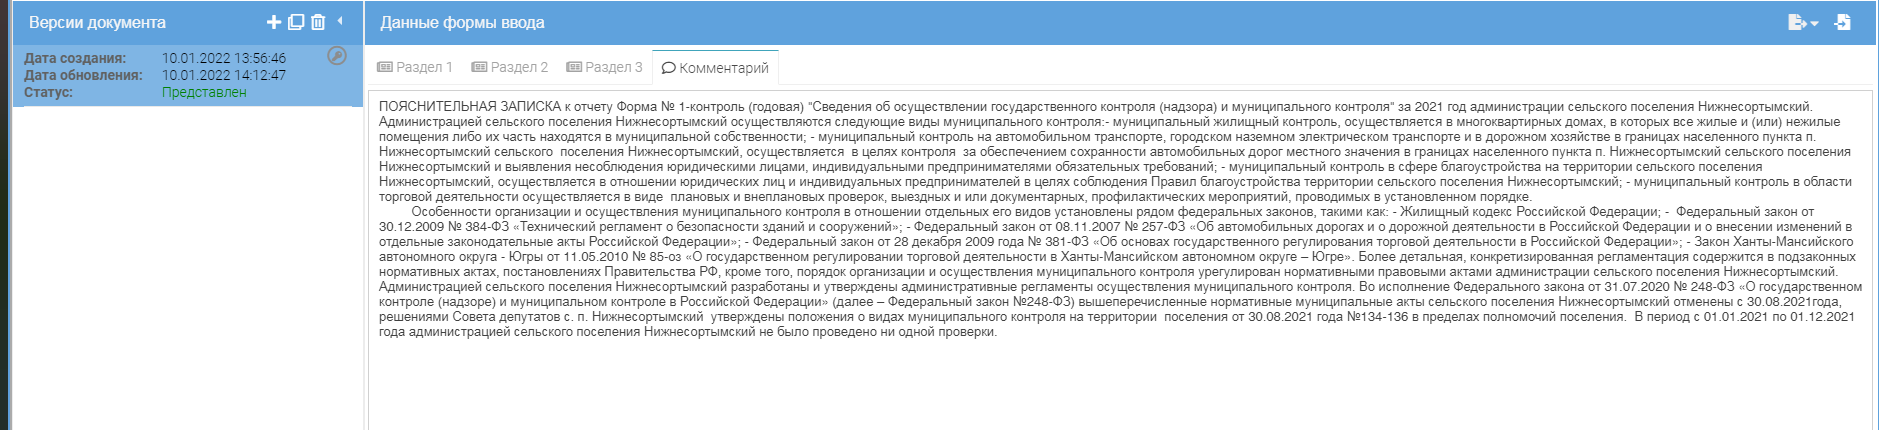 Версии документа
Дата создания: 10.01.2022 13:56:46
Дата обновления: 10.01.2022 14:12:47
Статус: Представлен
Данные формы ввода
Раздел 1 Раздел 2 Раздел 3 Комментарий
ПОЯСНИТЕЛЬНАЯ ЗАПИСКА к отчету Форма № 1-контроль (годовая) "Сведения об осуществлении государственного контроля (надзора) и муниципального контроля" за 2021 год администрации сельского поселения Нижнесортымский.
Администрацией сельского поселения Нижнесортымский осуществляются следующие виды муниципального контроля:- муниципальный жилищный контроль, осуществляется в многоквартирных домах, в которых все жилые и (или) нежилые
помещения либо их часть находятся в муниципальной собственности; - муниципальный контроль на автомобильном транспорте, городском наземном электрическом транспорте и в дорожном хозяйстве в границах населенного пункта п.
Нижнесортымский сельского  поселения Нижнесортымский, осуществляется  в целях контроля  за обеспечением сохранности автомобильных дорог местного значения в границах населенного пункта п. Нижнесортымский сельского поселения
Нижнесортымский и выявления несоблюдения юридическими лицами, индивидуальными предпринимателями обязательных требований; - муниципальный контроль в сфере благоустройства на территории сельского поселения
Нижнесортымский, осуществляется в отношении юридических лиц и индивидуальных предпринимателей в целях соблюдения Правил благоустройства территории сельского поселения Нижнесортымский; - муниципальный контроль в области
торговой деятельности осуществляется в виде  плановых и внеплановых проверок, выездных и или документарных, профилактических мероприятий, проводимых в установленном порядке.
Особенности организации и осуществления муниципального контроля в отношении отдельных его видов установлены рядом федеральных законов, такими как: - Жилищный кодекс Российской Федерации; -  Федеральный закон от
30.12.2009 № 384-ФЗ «Технический регламент о безопасности зданий и сооружений»; - Федеральный закон от 08.11.2007 № 257-ФЗ «Об автомобильных дорогах и о дорожной деятельности в Российской Федерации и о внесении изменений в
отдельные законодательные акты Российской Федерации»; - Федеральный закон от 28 декабря 2009 года № 381-ФЗ «Об основах государственного регулирования торговой деятельности в Российской Федерации»; - Закон Ханты-Мансийского
автономного округа - Югры от 11.05.2010 № 85-оз «О государственном регулировании торговой деятельности в Ханты-Мансийском автономном округе – Югре». Более детальная, конкретизированная регламентация содержится в подзаконных
нормативных актах, постановлениях Правительства РФ, кроме того, порядок организации и осуществления муниципального контроля урегулирован нормативными правовыми актами администрации сельского поселения Нижнесортымский.
Администрацией сельского поселения Нижнесортымский разработаны и утверждены административные регламенты осуществления муниципального контроля. Во исполнение Федерального закона от 31.07.2020 № 248-ФЗ «О государственном
контроле (надзоре) и муниципальном контроле в Российской Федерации» (далее – Федеральный закон №248-ФЗ) вышеперечисленные нормативные муниципальные акты сельского поселения Нижнесортымский отменены с 30.08.2021года,
решениями Совета депутатов с. п. Нижнесортымский  утверждены положения о видах муниципального контроля на территории  поселения от 30.08.2021 года №134-136 в пределах полномочий поселения.  В период с 01.01.2021 по 01.12.2021
года администрацией сельского поселения Нижнесортымский не было проведено ни одной проверки.